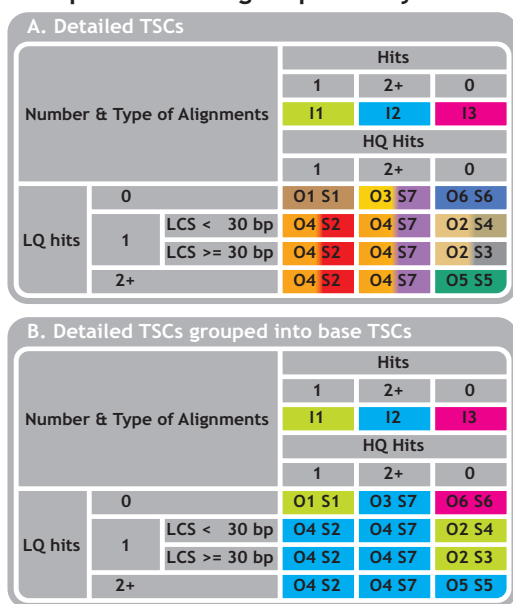 A. Detailed TSCs
Hits
1 2+ 0
Number & Type of Alignments I1 I2 I3
HQ Hits
1 2+ 0
0 O1 S1 O3 S7 O6 S6
LQ hits 1 LCS < 30 bp O4 S2 O4 S7 O2 S4
LCS >= 30 bp O4 S2 O4 S7 O2 S3
2+ O4 S2 O4 S7 O5 S5
B. Detailed TSCs grouped into base TSCs
Hits
1 2+ 0
Number & Type of Alignments I1 I2 I3
HQ Hits
1 2+ 0
0 O1 S1 O3 S7 O6 S6
LQ hits 1 LCS < 30 bp O4 S2 O4 S7 O2 S4
LCS >= 30 bp O4 S2 O4 S7 O2 S3
2+ O4 S2 O4 S7 O5 S5